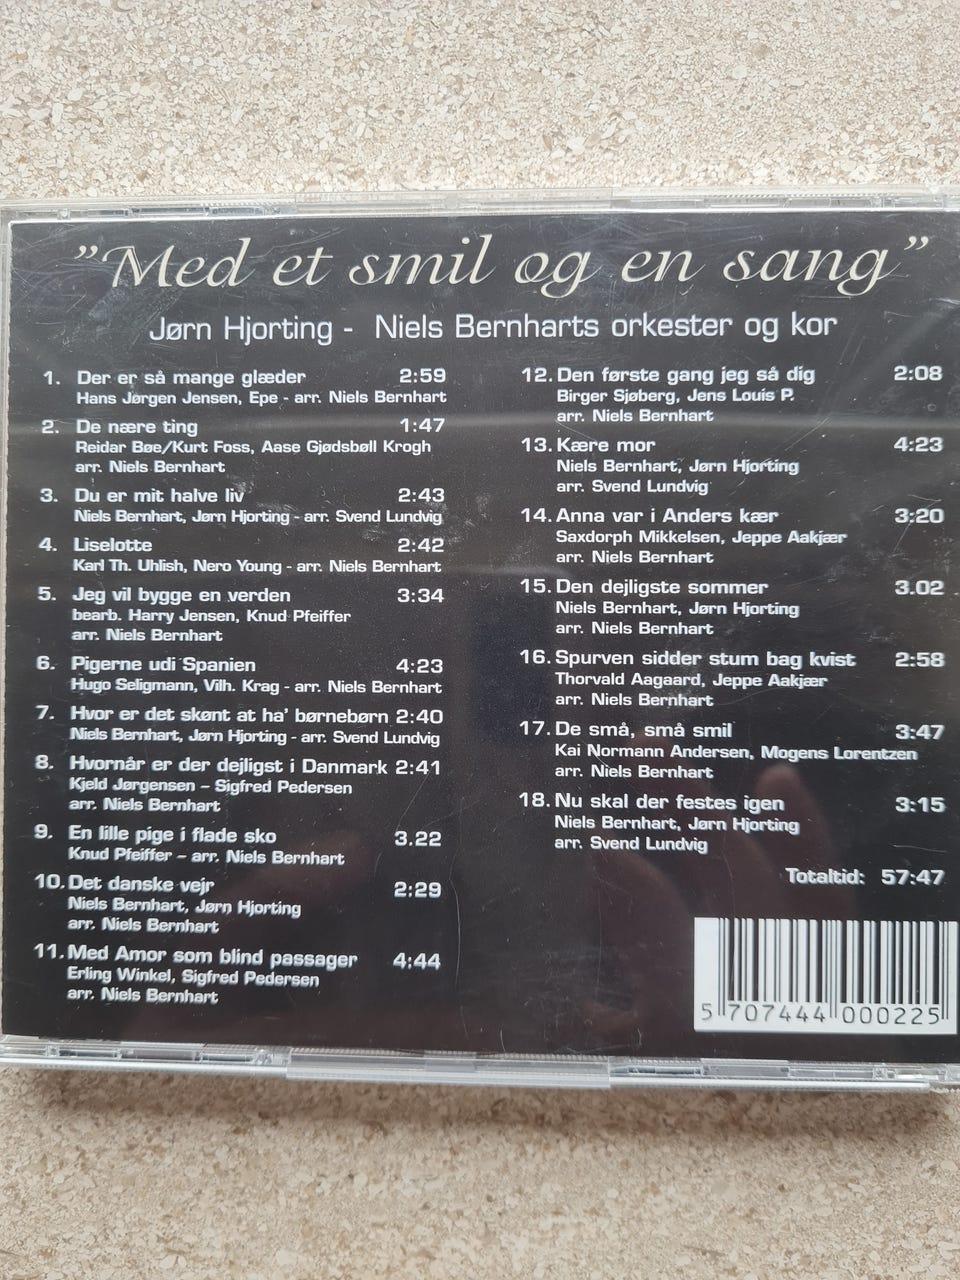 "Med et smil og en sang"
Jørn Hjorting - Niels Bernharts orkester og kor
1. Der er så mange glæder 2:59
Hans Jørgen Jensen, Epe - arr. Niels Bernhart
2. De nære ting 1:47
Reidar Bøe/Kurt Foss, Aase Gjødsbøll Krogh
arr. Niels Bernhart
3. Du er mit halve liv 2:43
Niels Bernhart, Jørn Hjorting - arr. Svend Lundvig
4. Liselotte 2:42
Karl Th. Uhlish, Nero Young - arr. Niels Bernhart
5. Jeg vil bygge en verden 3:34
bearb. Harry Jensen, Knud Pfeiffer
arr. Niels Bernhart
6. Pigerne udi Spanien 4:23
Hugo Seligmann, Vilh. Krag - arr. Niels Bernhart
7. Hvor er det skønt at ha' børnebørn 2:40
Niels Bernhart, Jørn Hjorting - arr. Svend Lundvig
8. Hvornår er der dejligst i Danmark 2:41
Kjeld Jørgensen – Sigfred Pedersen
arr. Niels Bernhart
9. En lille pige i flade sko 3.22
Knud Pfeiffer – arr. Niels Bernhart
10. Det danske vejr 2:29
Niels Bernhart, Jørn Hjorting
arr. Niels Bernhart
11. Med Amor som blind passager 4:44
Erling Winkel, Sigfred Pedersen
arr. Niels Bernhart
12. Den første gang jeg så dig 2:08
Birger Sjøberg, Jens Louis P.
arr. Niels Bernhart
13. Kære mor 4:23
Niels Bernhart, Jørn Hjorting
arr. Svend Lundvig
14. Anna var i Anders kær 3:20
Saxdorph Mikkelsen, Jeppe Aakjær
arr. Niels Bernhart
15. Den dejligste sommer 3.02
Niels Bernhart, Jørn Hjorting
arr. Niels Bernhart
16. Spurven sidder stum bag kvist 2:58
Thorvald Aagaard, Jeppe Aakjær
arr. Niels Bernhart
17. De små, små smil 3:47
Kai Normann Andersen, Mogens Lorentzen
arr. Niels Bernhart
18. Nu skal der festes igen 3:15
Niels Bernhart, Jørn Hjorting
arr. Svend Lundvig
Totaltid: 57:47
5 707444 000225